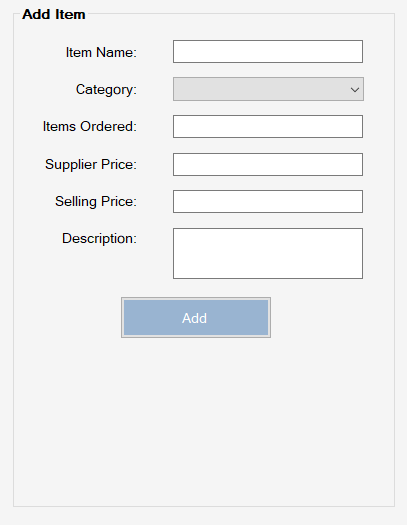 Add Item
Item Name:
Category:
Items Ordered:
Supplier Price:
Selling Price:
Description:
Add